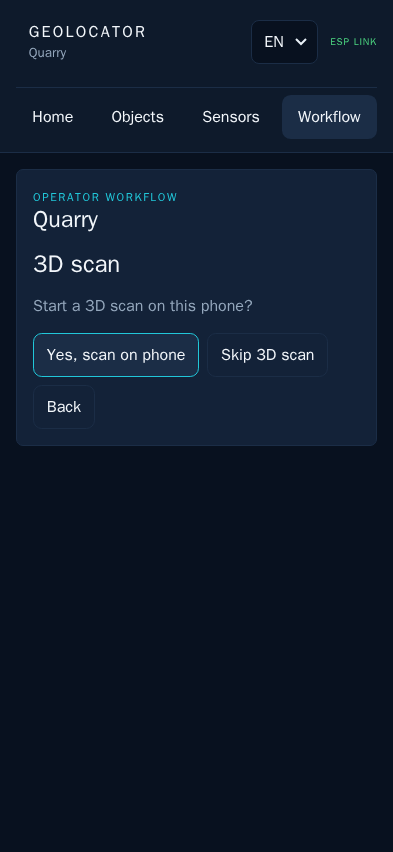 GEOLOCATOR
Quarry
EN
ESP LINK
Home Objects Sensors Workflow
OPERATOR WORKFLOW
Quarry
3D scan
Start a 3D scan on this phone?
Yes, scan on phone Skip 3D scan
Back